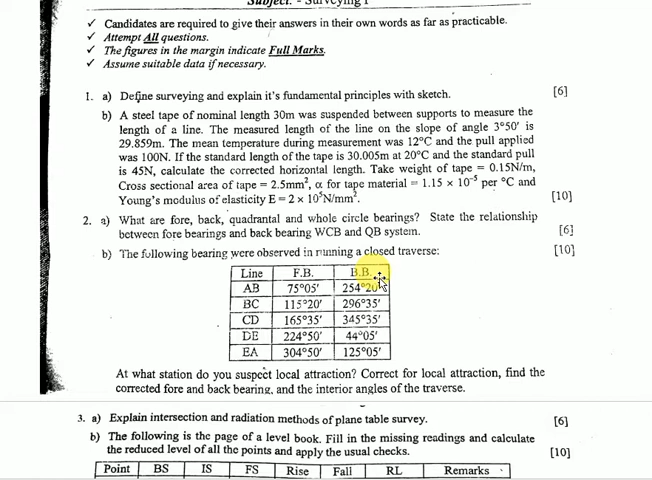 Subject: - Surveying I
✓ Candidates are required to give their answers in their own words as far as practicable.
✓ Attempt All questions.
✓ The figures in the margin indicate Full Marks.
✓ Assume suitable data if necessary.
1. a) Define surveying and explain it's fundamental principles with sketch. [6]
b) A steel tape of nominal length 30m was suspended between supports to measure the
length of a line. The measured length of the line on the slope of angle 3°50' is
29.859m. The mean temperature during measurement was 12°C and the pull applied
was 100N. If the standard length of the tape is 30.005m at 20°C and the standard pull
is 45N, calculate the corrected horizontal length. Take weight of tape = 0.15N/m,
Cross sectional area of tape = 2.5mm², α for tape material = 1.15 × 10⁻⁵ per °C and
Young's modulus of elasticity E = 2 × 10⁵N/mm². [10]
2. a) What are fore, back, quadrantal and whole circle bearings? State the relationship
between fore bearings and back bearing WCB and QB system. [6]
b) The following bearing were observed in running a closed traverse: [10]
Line F.B. B.B.
AB 75°05' 254°20'
BC 115°20' 296°35'
CD 165°35' 345°35'
DE 224°50' 44°05'
EA 304°50' 125°05'
At what station do you suspect local attraction? Correct for local attraction, find the
corrected fore and back bearing, and the interior angles of the traverse.
3. a) Explain intersection and radiation methods of plane table survey. [6]
b) The following is the page of a level book. Fill in the missing readings and calculate
the reduced level of all the points and apply the usual checks. [10]
Point BS IS FS Rise Fall RL Remarks